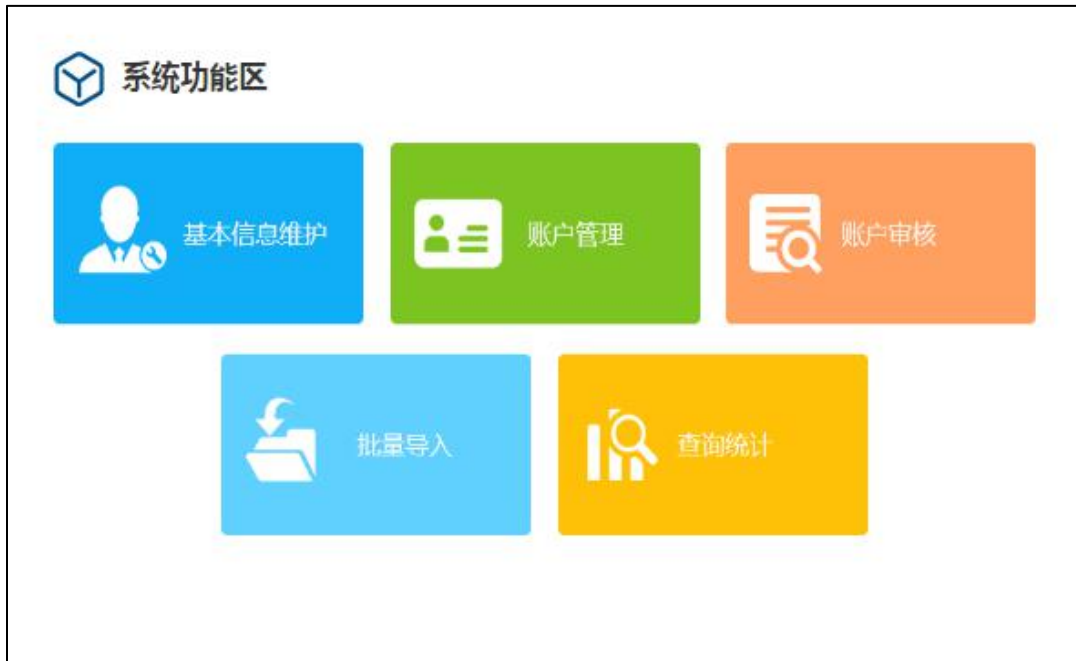 系统功能区
基本信息维护
账户管理
账户审核
批量导入
查询统计